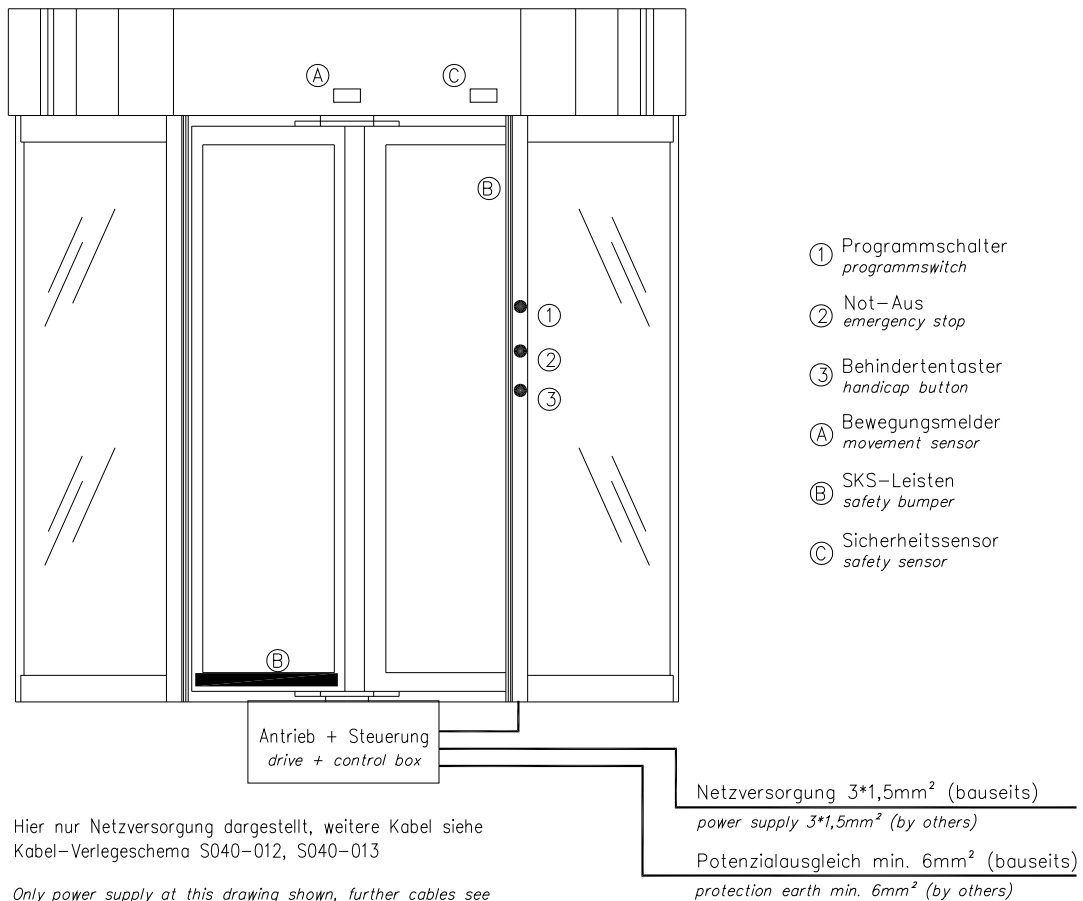 A
C
B
1
2
3
B
1 Programmschalter
programmswitch
2 Not-Aus
emergency stop
3 Behindertentaster
handicap button
A Bewegungsmelder
movement sensor
B SKS-Leisten
safety bumper
C Sicherheitssensor
safety sensor
Antrieb + Steuerung
drive + control box
Netzversorgung 3*1,5mm² (bauseits)
power supply 3*1,5mm² (by others)
Potenzialausgleich min. 6mm² (bauseits)
protection earth min. 6mm² (by others)
Hier nur Netzversorgung dargestellt, weitere Kabel siehe
Kabel-Verlegeschema S040-012, S040-013
Only power supply at this drawing shown, further cables see